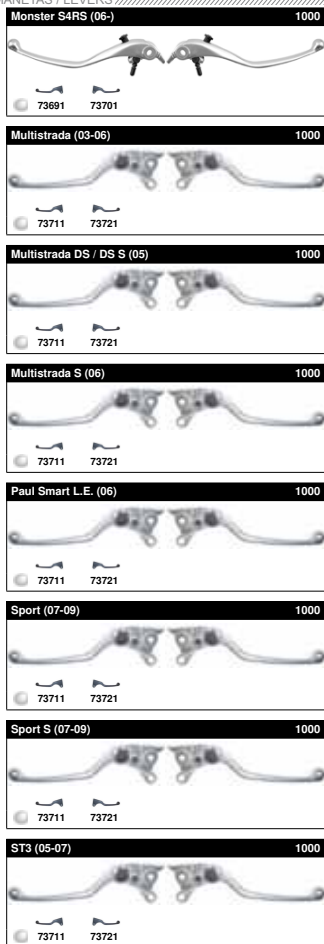 Monster S4RS (06-) 1000
73691 73701
Multistrada (03-06) 1000
73711 73721
Multistrada DS / DS S (05) 1000
73711 73721
Multistrada S (06) 1000
73711 73721
Paul Smart L.E. (06) 1000
73711 73721
Sport (07-09) 1000
73711 73721
Sport S (07-09) 1000
73711 73721
ST3 (05-07) 1000
73711 73721